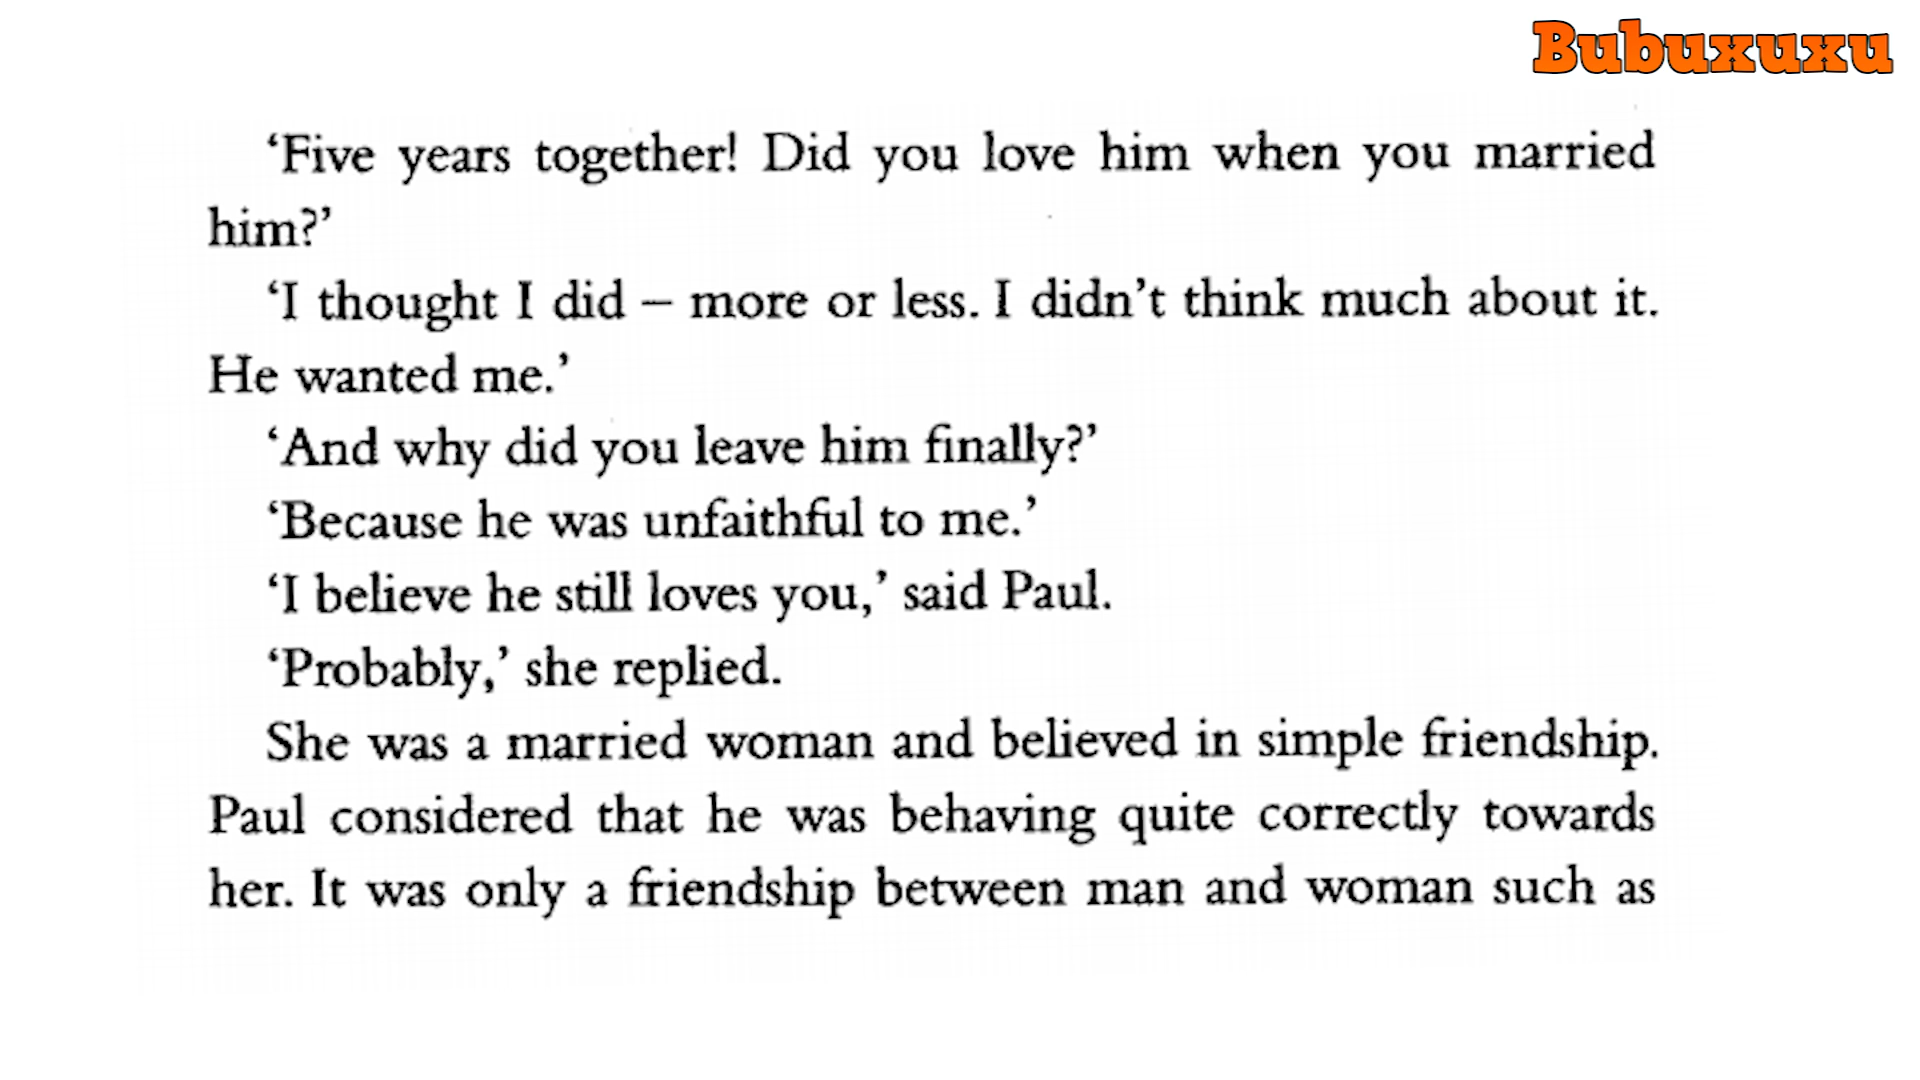 Bubuxuxu
‘Five years together! Did you love him when you married
him?’
‘I thought I did – more or less. I didn’t think much about it.
He wanted me.’
‘And why did you leave him finally?’
‘Because he was unfaithful to me.’
‘I believe he still loves you,’ said Paul.
‘Probably,’ she replied.
She was a married woman and believed in simple friendship.
Paul considered that he was behaving quite correctly towards
her. It was only a friendship between man and woman such as